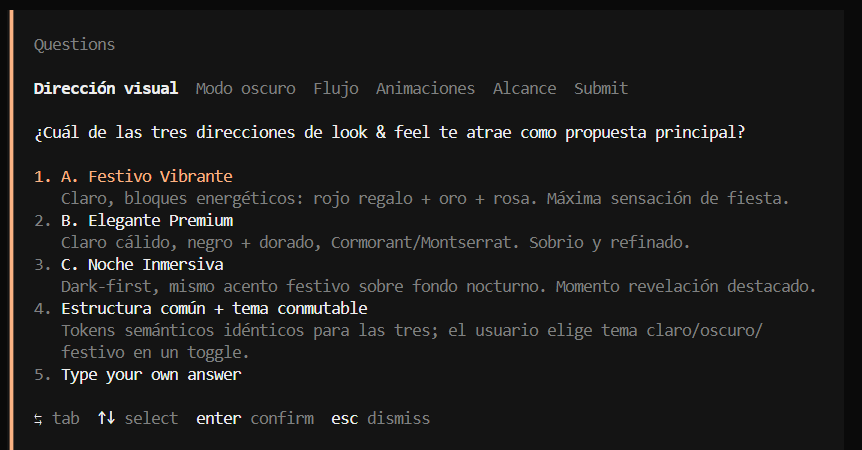 Questions
Dirección visual  Modo oscuro  Flujo  Animaciones  Alcance  Submit
¿Cuál de las tres direcciones de look & feel te atrae como propuesta principal?
1. A. Festivo Vibrante
Claro, bloques energéticos: rojo regalo + oro + rosa. Máxima sensación de fiesta.
2. B. Elegante Premium
Claro cálido, negro + dorado, Cormorant/Montserrat. Sobrio y refinado.
3. C. Noche Inmersiva
Dark-first, mismo acento festivo sobre fondo nocturno. Momento revelación destacado.
4. Estructura común + tema conmutable
Tokens semánticos idénticos para las tres; el usuario elige tema claro/oscuro/
festivo en un toggle.
5. Type your own answer
⇆ tab  ↑↓ select  enter confirm  esc dismiss